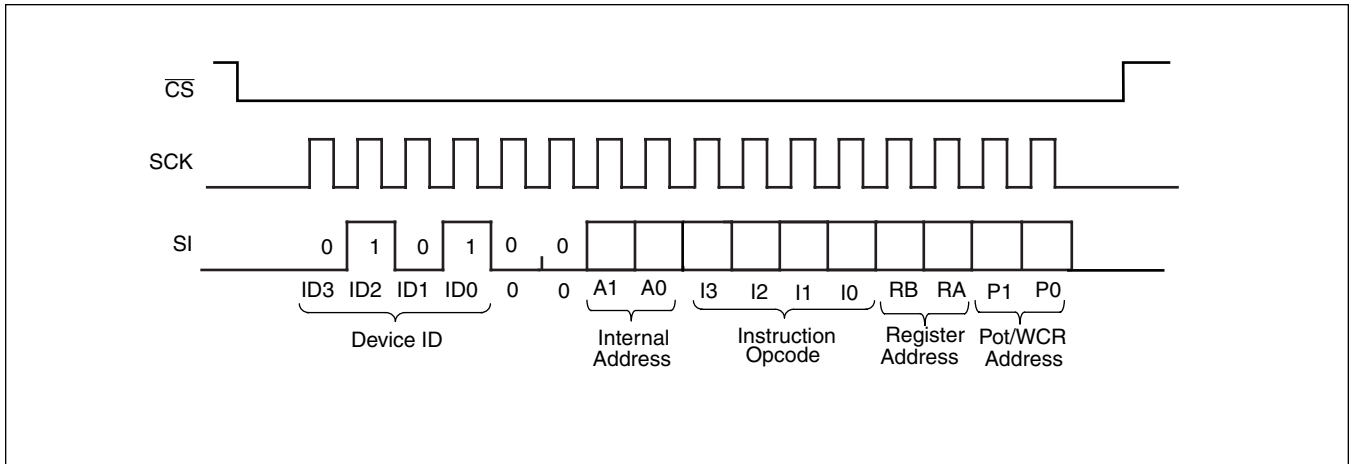 CS
SCK
SI
0 1 0 1 0 0
ID3 ID2 ID1 ID0 0 0 A1 A0 I3 I2 I1 I0 RB RA P1 P0
Device ID
Internal
Address
Instruction
Opcode
Register
Address
Pot/WCR
Address